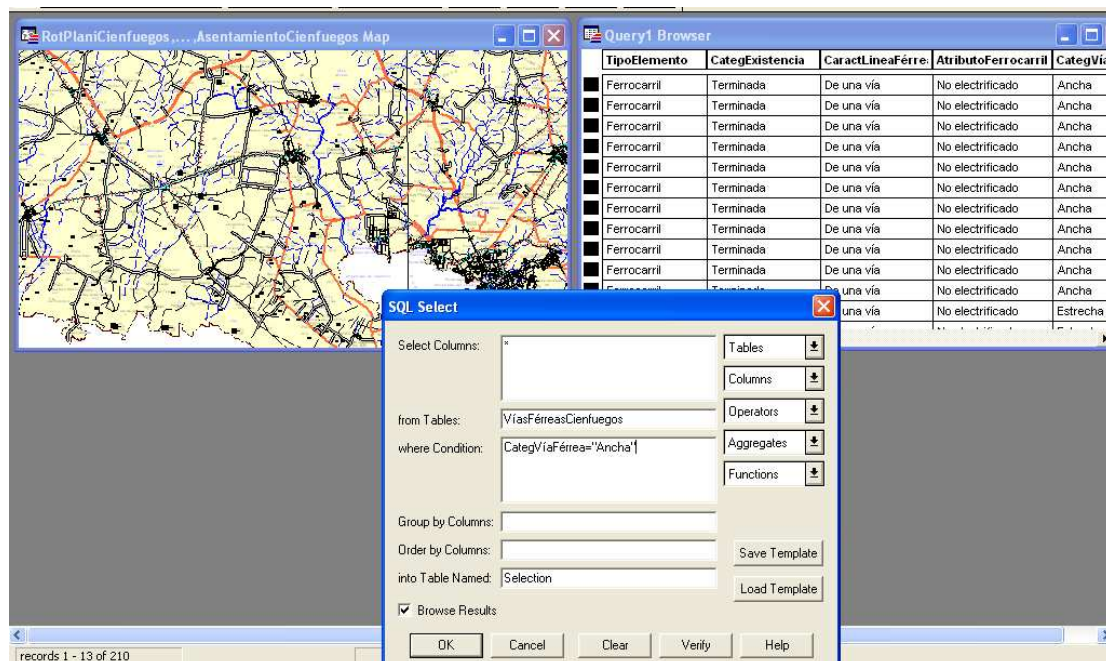 RotPlaniCienfuegos,...,AsentamientoCienfuegos Map
Query1 Browser
TipoElemento CategExistencia CaractLíneaFérre AtributoFerrocarril CategVía
Ferrocarril Terminada De una vía No electrificado Ancha
Ferrocarril Terminada De una vía No electrificado Ancha
Ferrocarril Terminada De una vía No electrificado Ancha
Ferrocarril Terminada De una vía No electrificado Ancha
Ferrocarril Terminada De una vía No electrificado Ancha
Ferrocarril Terminada De una vía No electrificado Ancha
Ferrocarril Terminada De una vía No electrificado Ancha
Ferrocarril Terminada De una vía No electrificado Ancha
Ferrocarril Terminada De una vía No electrificado Ancha
Ferrocarril Terminada De una vía No electrificado Ancha
Ferrocarril Terminada De una vía No electrificado Ancha
una vía No electrificado Estrecha
SQL Select
Select Columns: *
Tables
Columns
Operators
from Tables: VíasFérreasCienfuegos
where Condition: CategVíaFérrea="Ancha"
Aggregates
Functions
Group by Columns:
Order by Columns:
Save Template
into Table Named: Selection
Load Template
Browse Results
OK Cancel Clear Verify Help
records 1 - 13 of 210